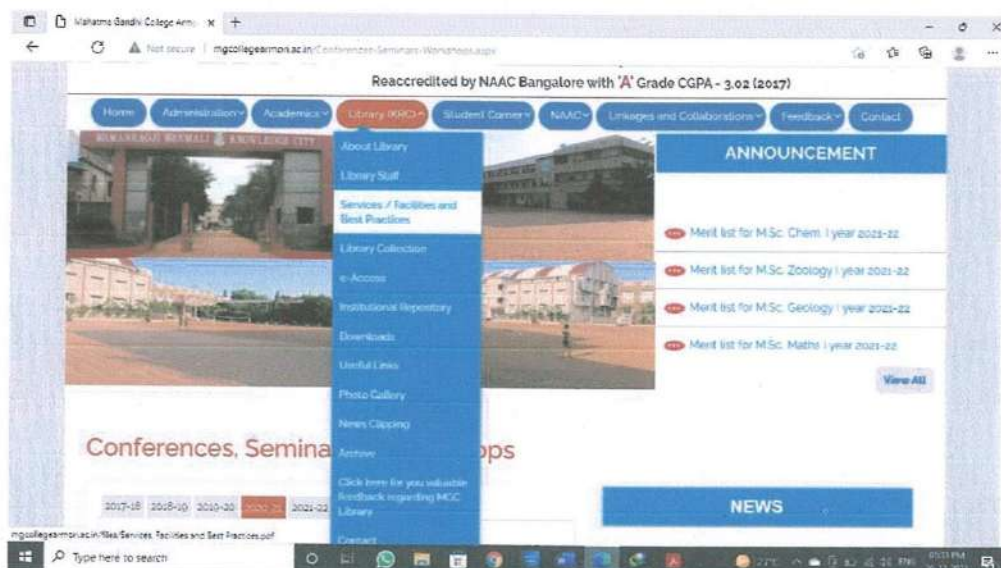 Mahatma Gandhi College Armo
Not secure | mgcollegearmori.ac.in/Conferences-Seminars-Workshops.aspx
Reaccredited by NAAC Bangalore with 'A' Grade CGPA - 3.02 (2017)
Home
Administration
Academics
Library (KRC)
Student Corner
NAAC
Linkages and Collaborations
Feedback
Contact
KNOWLEDGE CITY
About Library
Library Staff
Services / Facilities and
Best Practices
Library Collection
e-Access
Institutional Repository
Downloads
Useful Links
Photo Gallery
News Clipping
Archive
Click here for you valuable
feedback regarding MGC
Library
Contact
ANNOUNCEMENT
Merit list for M.Sc. Chem. I year 2021-22
Merit list for M.Sc. Zoology I year 2021-22
Merit list for M.Sc. Geology I year 2021-22
Merit list for M.Sc. Maths I year 2021-22
View All
Conferences, Semina
ops
2017-18 2018-19 2019-20 2020-21 2021-22
NEWS
mgcollegearmori.ac.in/files/Services, Facilities and Best Practices.pdf
Type here to search
ENG